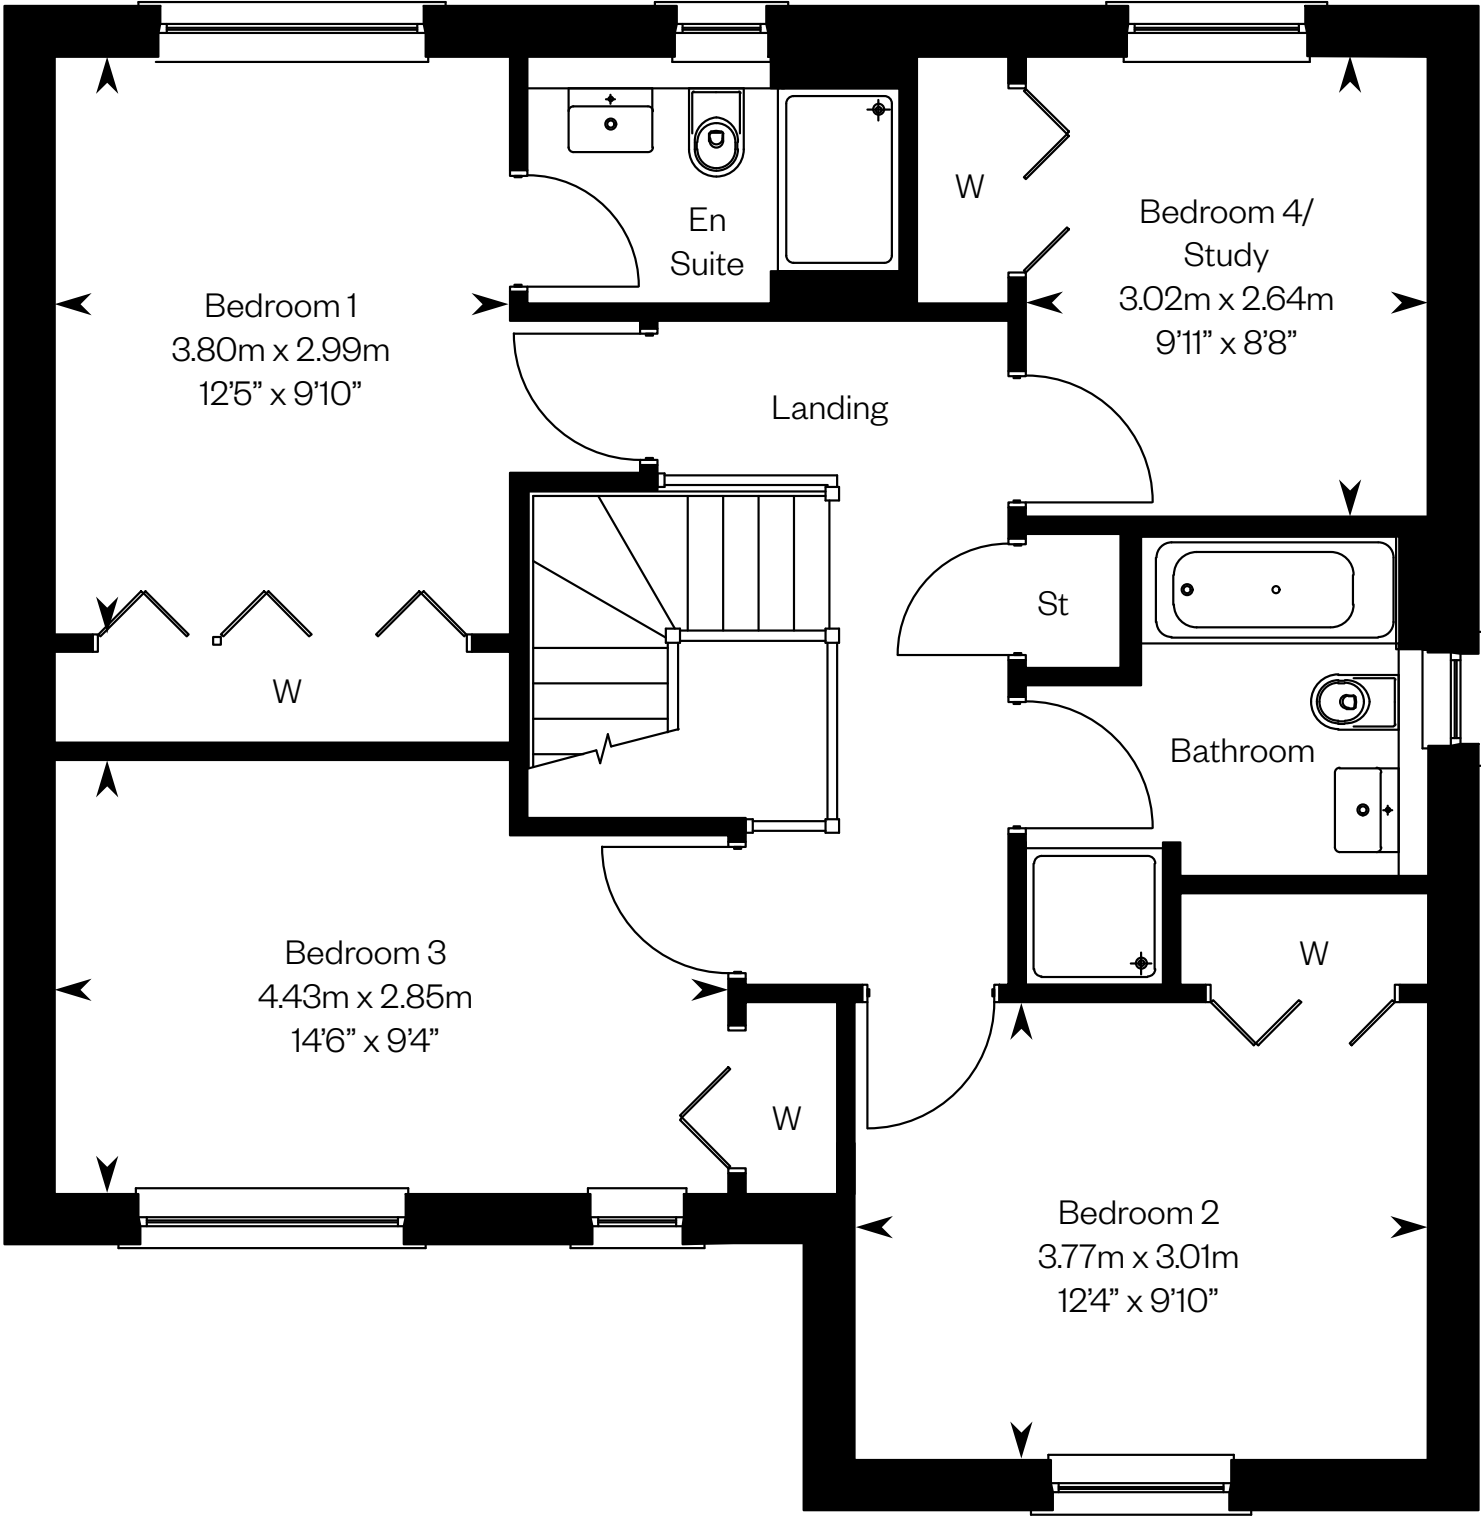 En
Suite
W
Bedroom 4/
Study
3.02m x 2.64m
9'11” x 8'8”
Bedroom 1
3.80m x 2.99m
12'5” x 9'10”
Landing
St
W
Bathroom
Bedroom 3
4.43m x 2.85m
14'6” x 9'4”
W
W
Bedroom 2
3.77m x 3.01m
12'4” x 9'10”